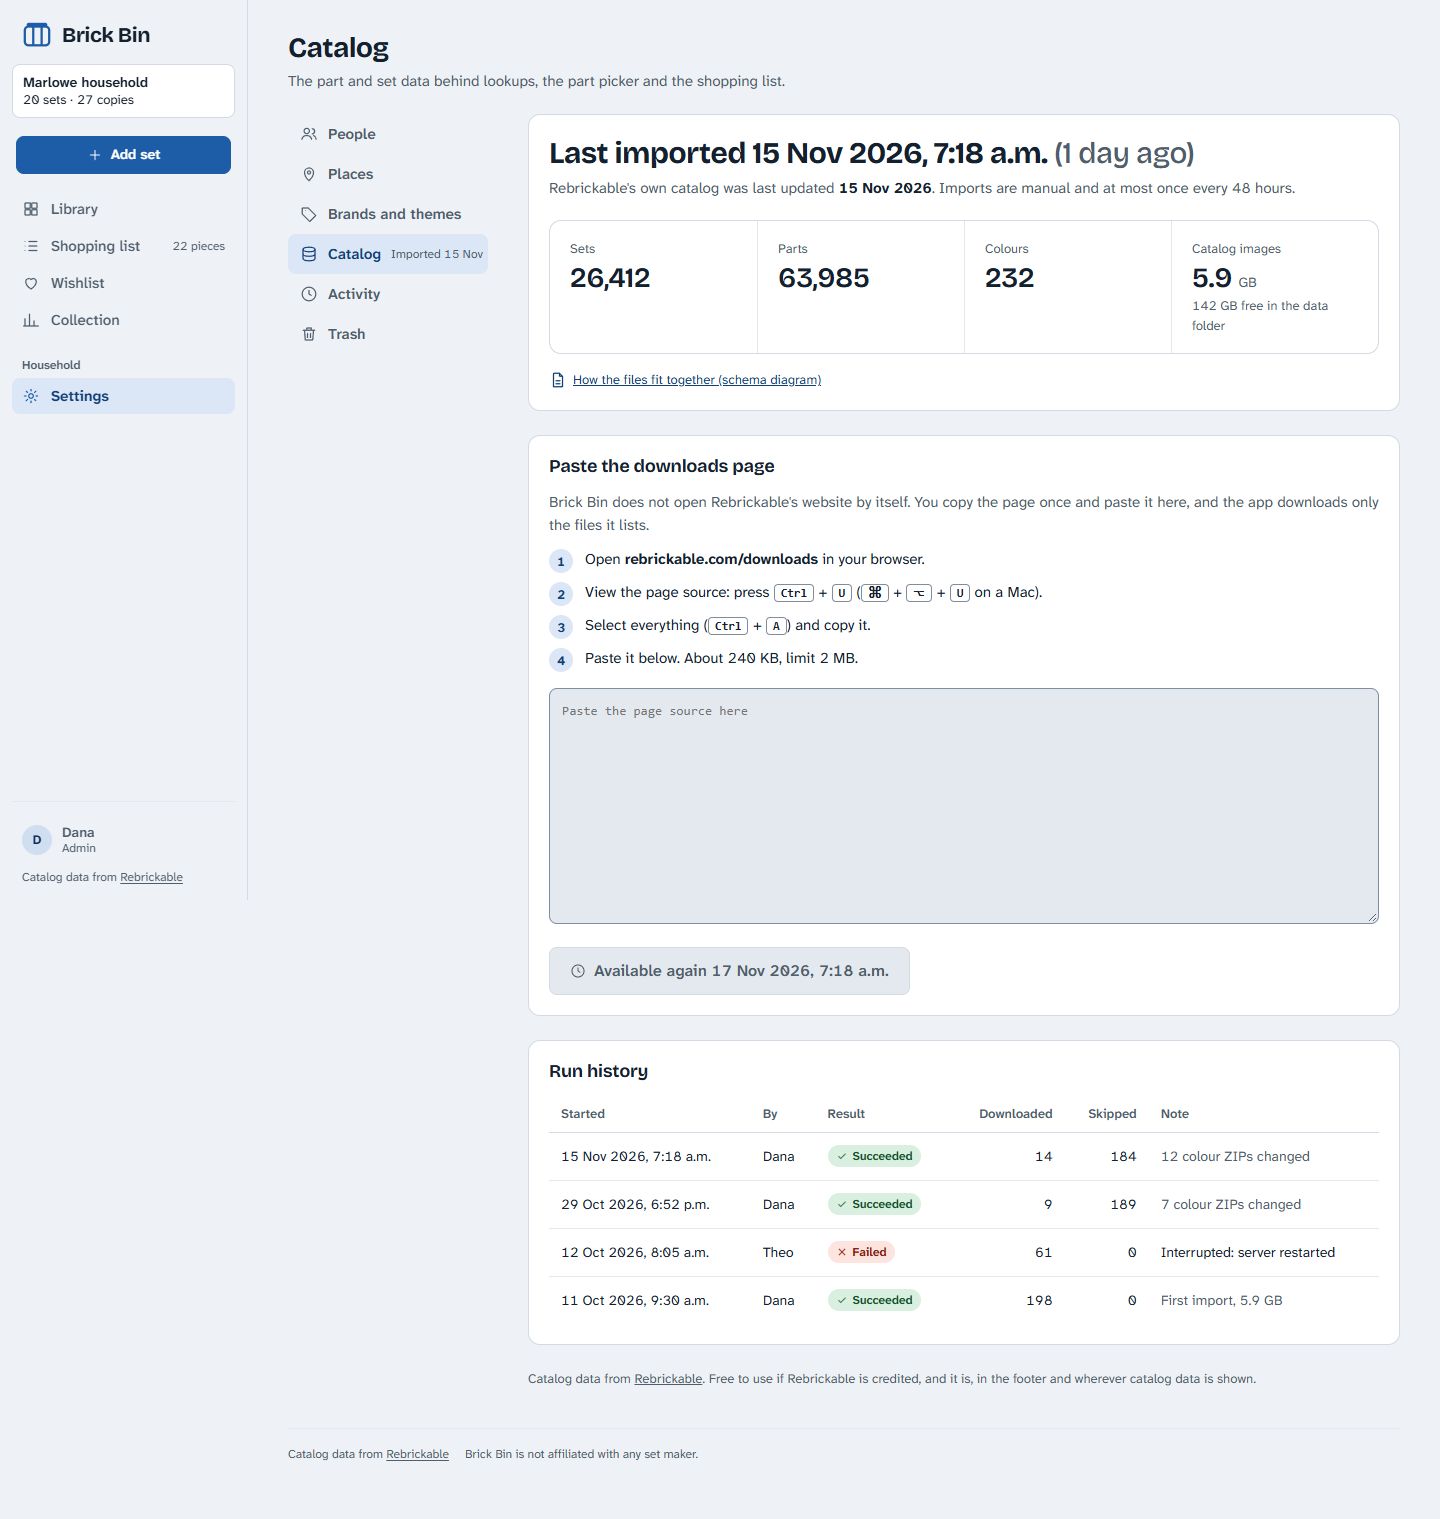 Brick Bin
Marlowe household
20 sets · 27 copies
+ Add set
Library
Shopping list 22 pieces
Wishlist
Collection
Household
Settings
D
Dana
Admin
Catalog data from Rebrickable
Catalog
The part and set data behind lookups, the part picker and the shopping list.
People
Places
Brands and themes
Catalog Imported 15 Nov
Activity
Trash
Last imported 15 Nov 2026, 7:18 a.m. (1 day ago)
Rebrickable's own catalog was last updated 15 Nov 2026. Imports are manual and at most once every 48 hours.
Sets
26,412
Parts
63,985
Colours
232
Catalog images
5.9 GB
142 GB free in the data
folder
How the files fit together (schema diagram)
Paste the downloads page
Brick Bin does not open Rebrickable's website by itself. You copy the page once and paste it here, and the app downloads only
the files it lists.
1 Open rebrickable.com/downloads in your browser.
2 View the page source: press Ctrl + U (⌘ + ⌥ + U on a Mac).
3 Select everything (Ctrl + A) and copy it.
4 Paste it below. About 240 KB, limit 2 MB.
Paste the page source here
Available again 17 Nov 2026, 7:18 a.m.
Run history
Started By Result Downloaded Skipped Note
15 Nov 2026, 7:18 a.m. Dana ✓ Succeeded 14 184 12 colour ZIPs changed
29 Oct 2026, 6:52 p.m. Dana ✓ Succeeded 9 189 7 colour ZIPs changed
12 Oct 2026, 8:05 a.m. Theo ✕ Failed 61 0 Interrupted: server restarted
11 Oct 2026, 9:30 a.m. Dana ✓ Succeeded 198 0 First import, 5.9 GB
Catalog data from Rebrickable. Free to use if Rebrickable is credited, and it is, in the footer and wherever catalog data is shown.
Catalog data from Rebrickable Brick Bin is not affiliated with any set maker.